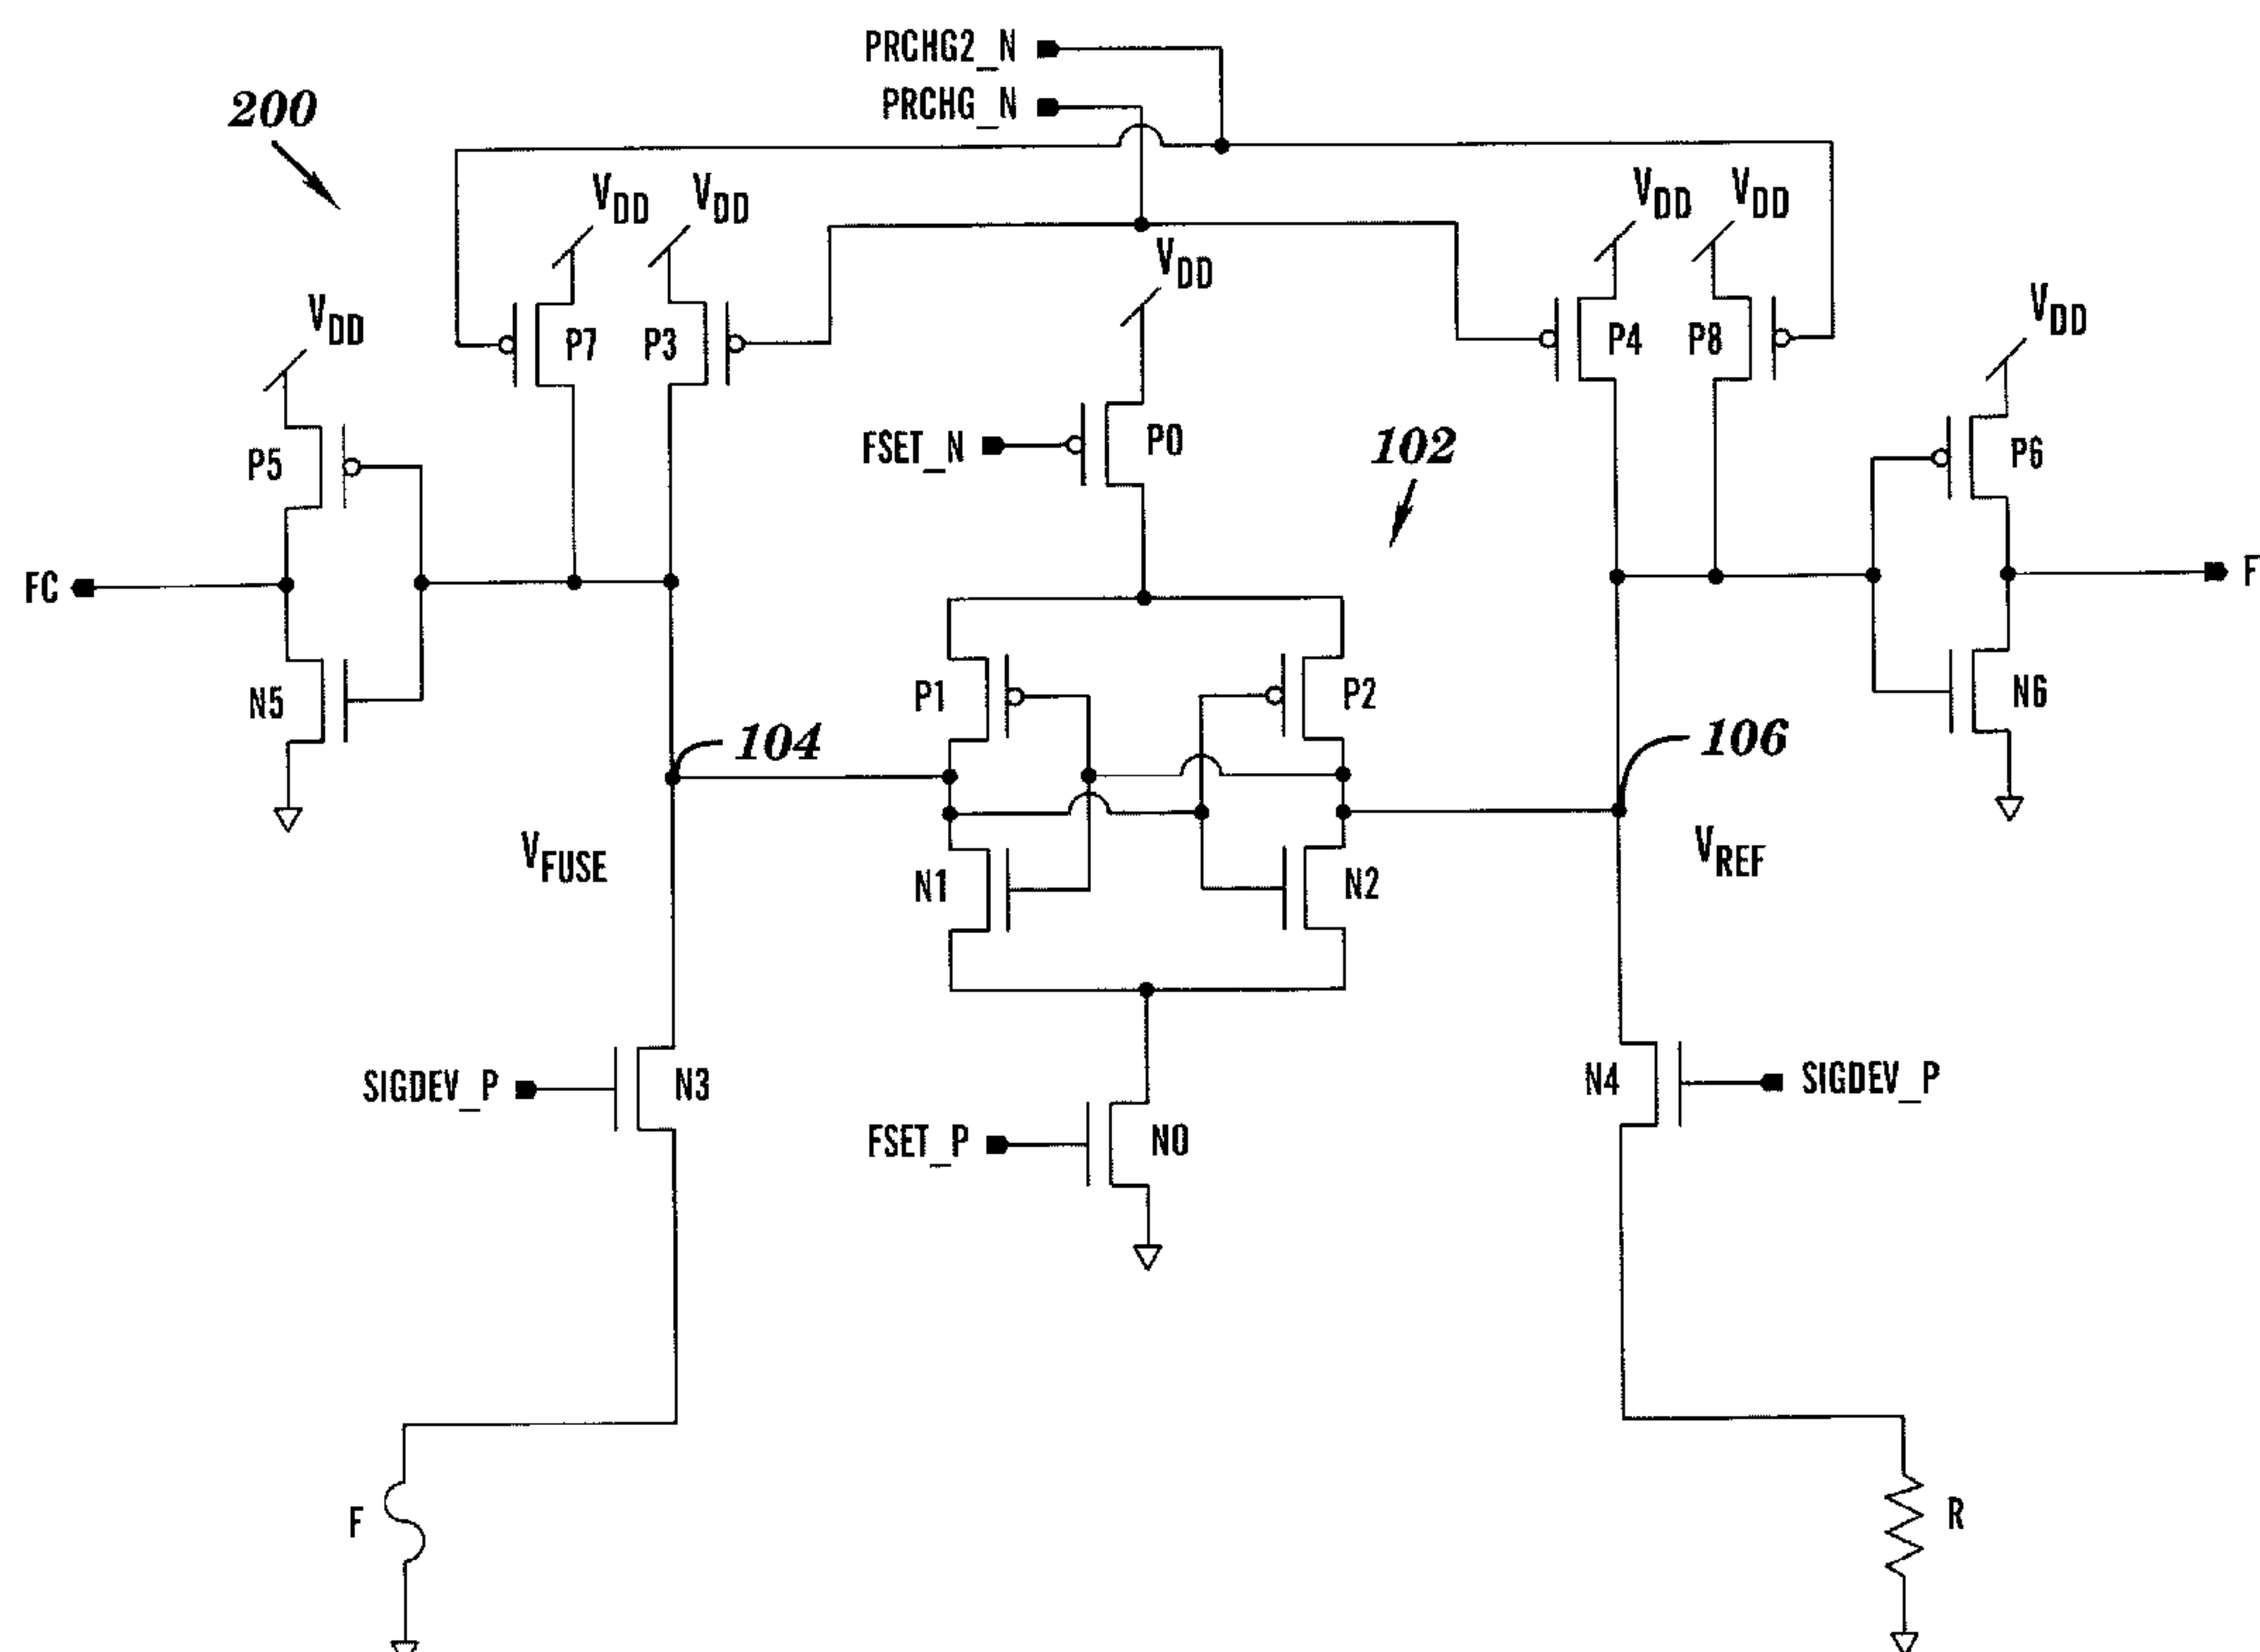 PRCHG2_N
PRCHG_N
200
VDD
VDD
VDD
VDD
VDD
VDD
VDD
P7
P3
P4
P8
P5
FSET_N
P0
102
P6
FC
F
P1
P2
N5
N6
104
106
VFUSE
VREF
N1
N2
SIGDEV_P
N3
N4
SIGDEV_P
FSET_P
N0
F
R